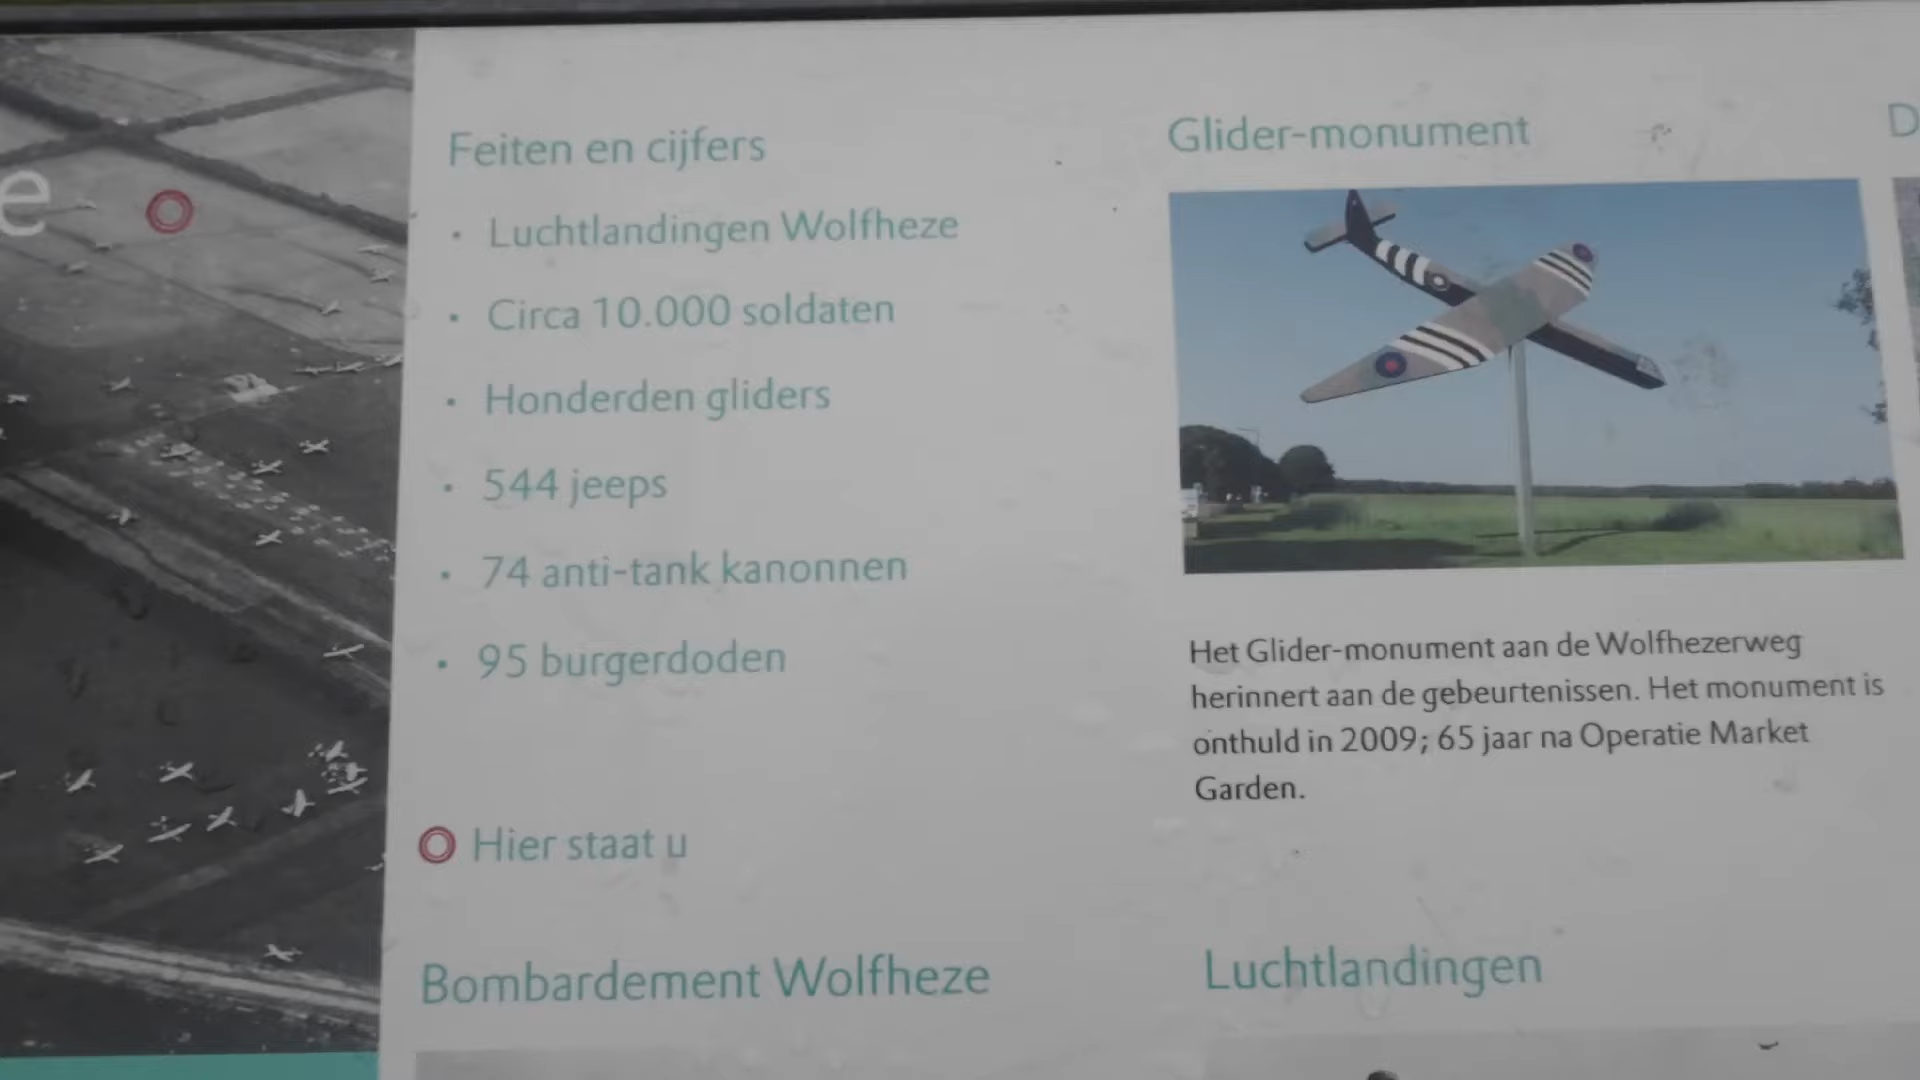 e
Feiten en cijfers
• Luchtlandingen Wolfheze
• Circa 10.000 soldaten
• Honderden gliders
• 544 jeeps
• 74 anti-tank kanonnen
• 95 burgerdoden
Hier staat u
Bombardement Wolfheze
Glider-monument
Het Glider-monument aan de Wolfhezerweg
herinnert aan de gebeurtenissen. Het monument is
onthuld in 2009; 65 jaar na Operatie Market
Garden.
Luchtlandingen
D